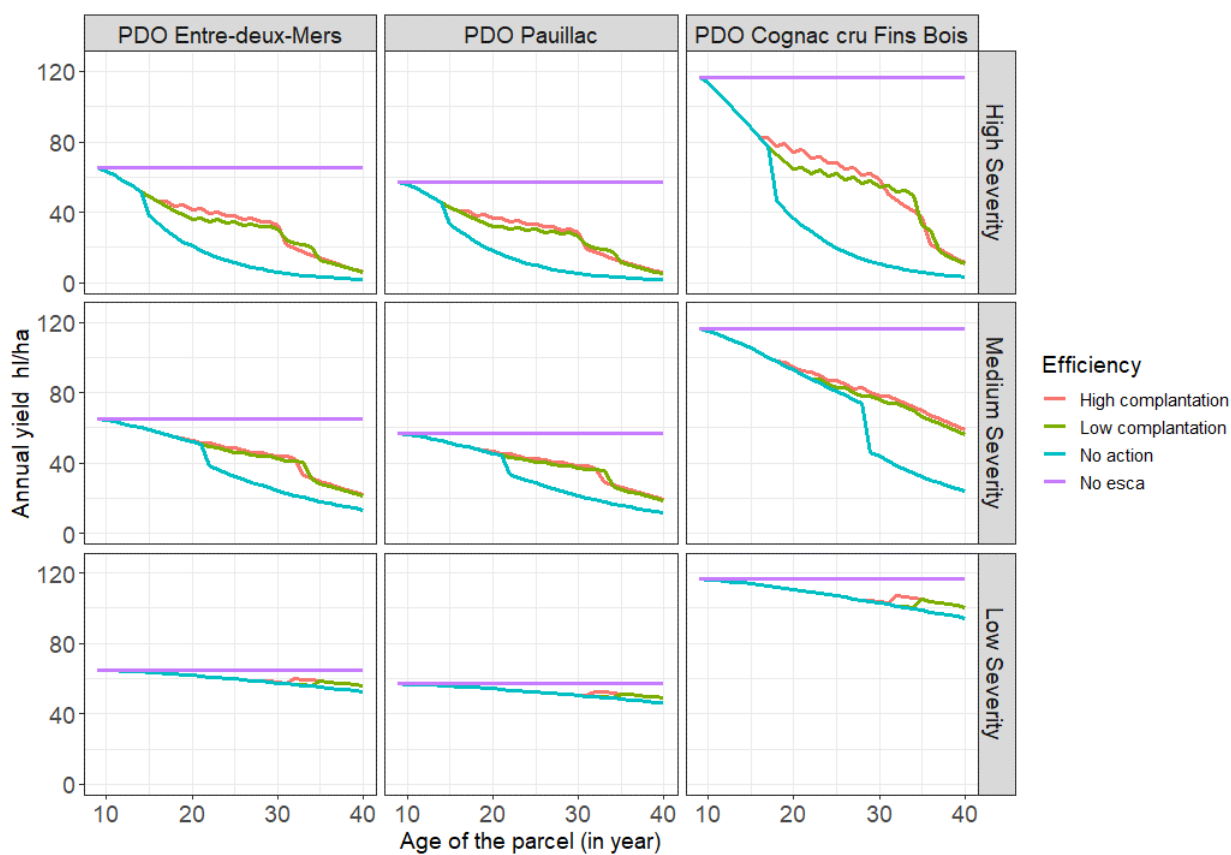 PDO Entre-deux-Mers
PDO Pauillac
PDO Cognac cru Fins Bois
120
80
40
0
High Severity
120
80
40
0
Medium Severity
120
80
40
0
Low Severity
10 20 30 40
10 20 30 40
10 20 30 40
Age of the parcel (in year)
Annual yield hl/ha
Efficiency
High complantation
Low complantation
No action
No esca